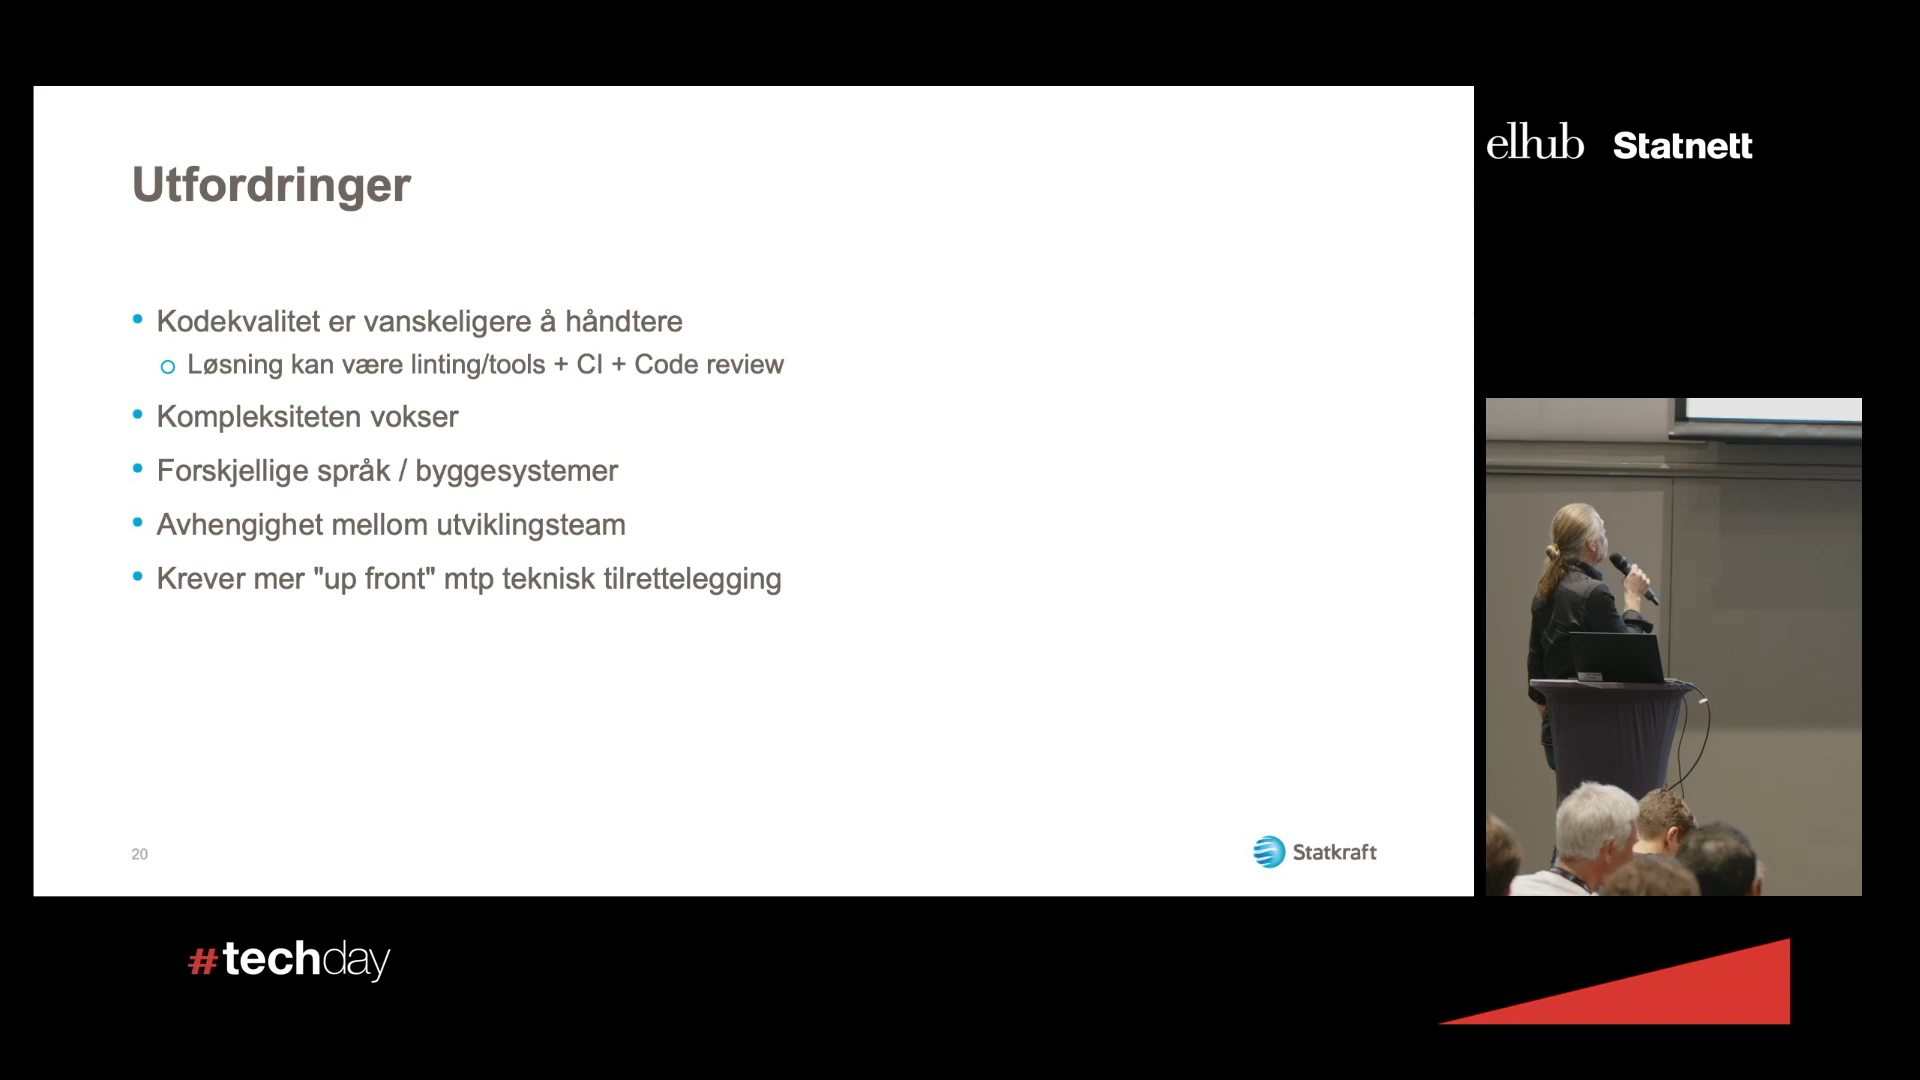 elhub Statnett
Utfordringer
• Kodekvalitet er vanskeligere å håndtere
o Løsning kan være linting/tools + CI + Code review
• Kompleksiteten vokser
• Forskjellige språk / byggesystemer
• Avhengighet mellom utviklingsteam
• Krever mer "up front" mtp teknisk tilrettelegging
20
Statkraft
#techday